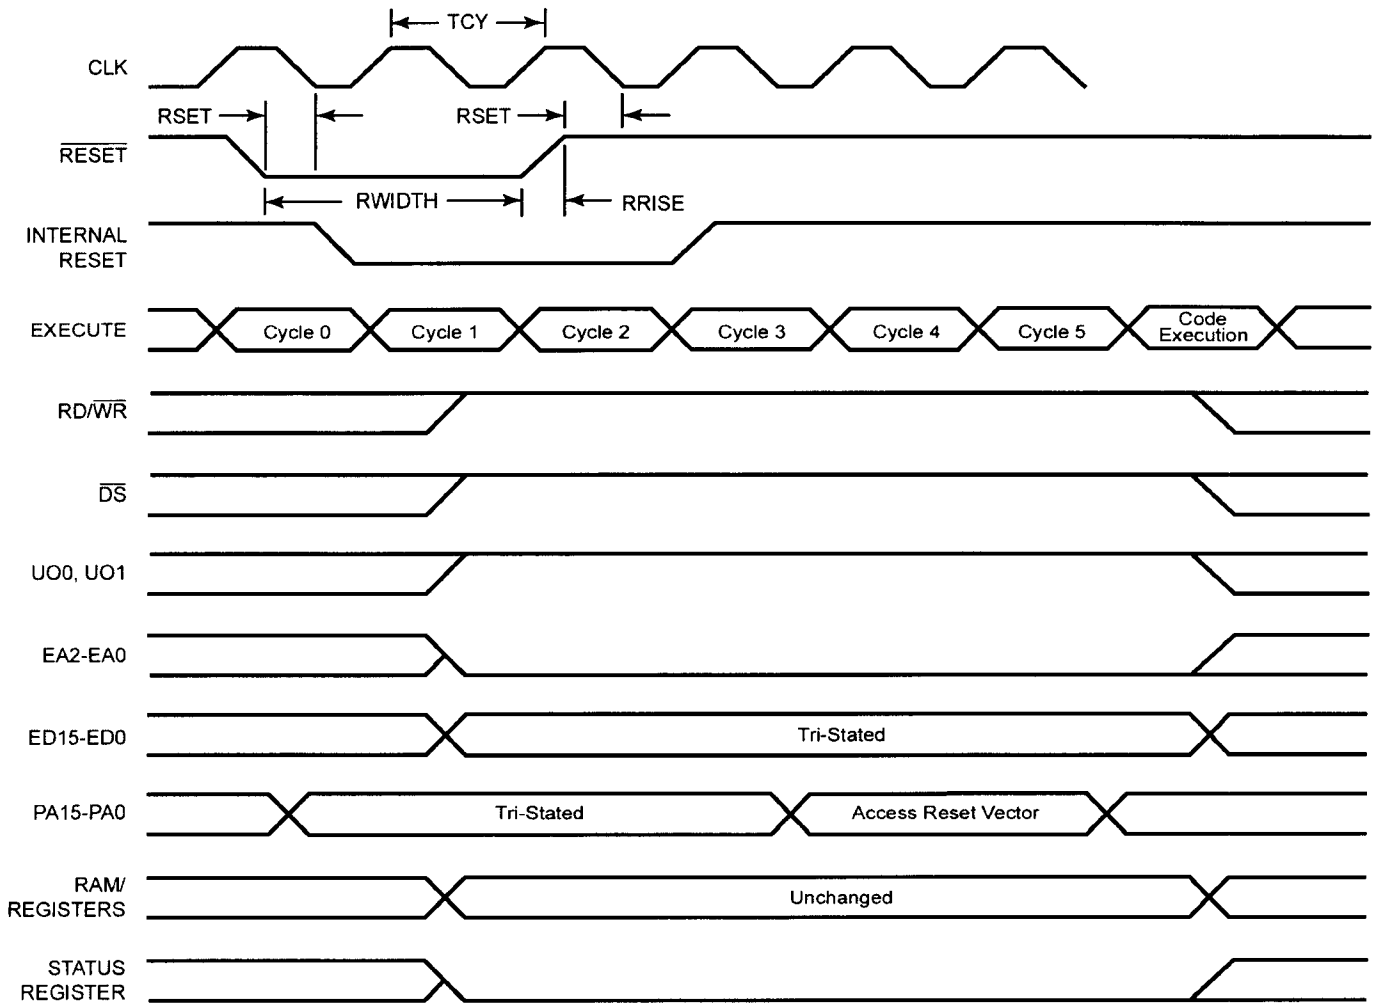 TCY
CLK
RSET
RSET
RESET
RWIDTH
RRISE
INTERNAL
RESET
EXECUTE
Cycle 0
Cycle 1
Cycle 2
Cycle 3
Cycle 4
Cycle 5
Code
Execution
RD/WR
DS
UO0, UO1
EA2-EA0
ED15-ED0
Tri-Stated
PA15-PA0
Tri-Stated
Access Reset Vector
RAM/
REGISTERS
Unchanged
STATUS
REGISTER